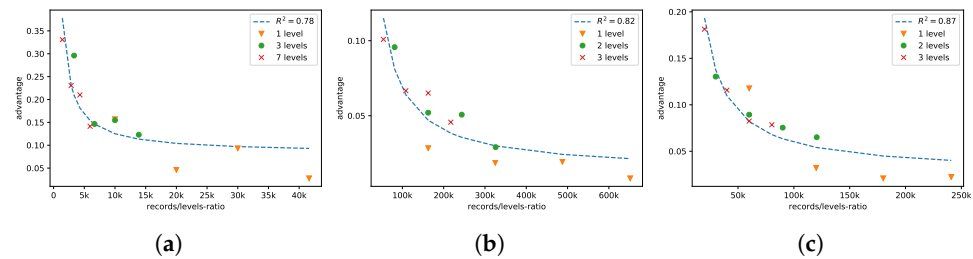 advantage
0.35
0.30
0.25
0.20
0.15
0.10
0.05
0 5k 10k 15k 20k 25k 30k 35k 40k
records/levels-ratio
R² = 0.78
1 level
3 levels
7 levels
(a)
advantage
0.10
0.05
100k 200k 300k 400k 500k 600k
records/levels-ratio
R² = 0.82
1 level
2 levels
3 levels
(b)
advantage
0.20
0.15
0.10
0.05
50k 100k 150k 200k 250k
records/levels-ratio
R² = 0.87
1 level
2 levels
3 levels
(c)